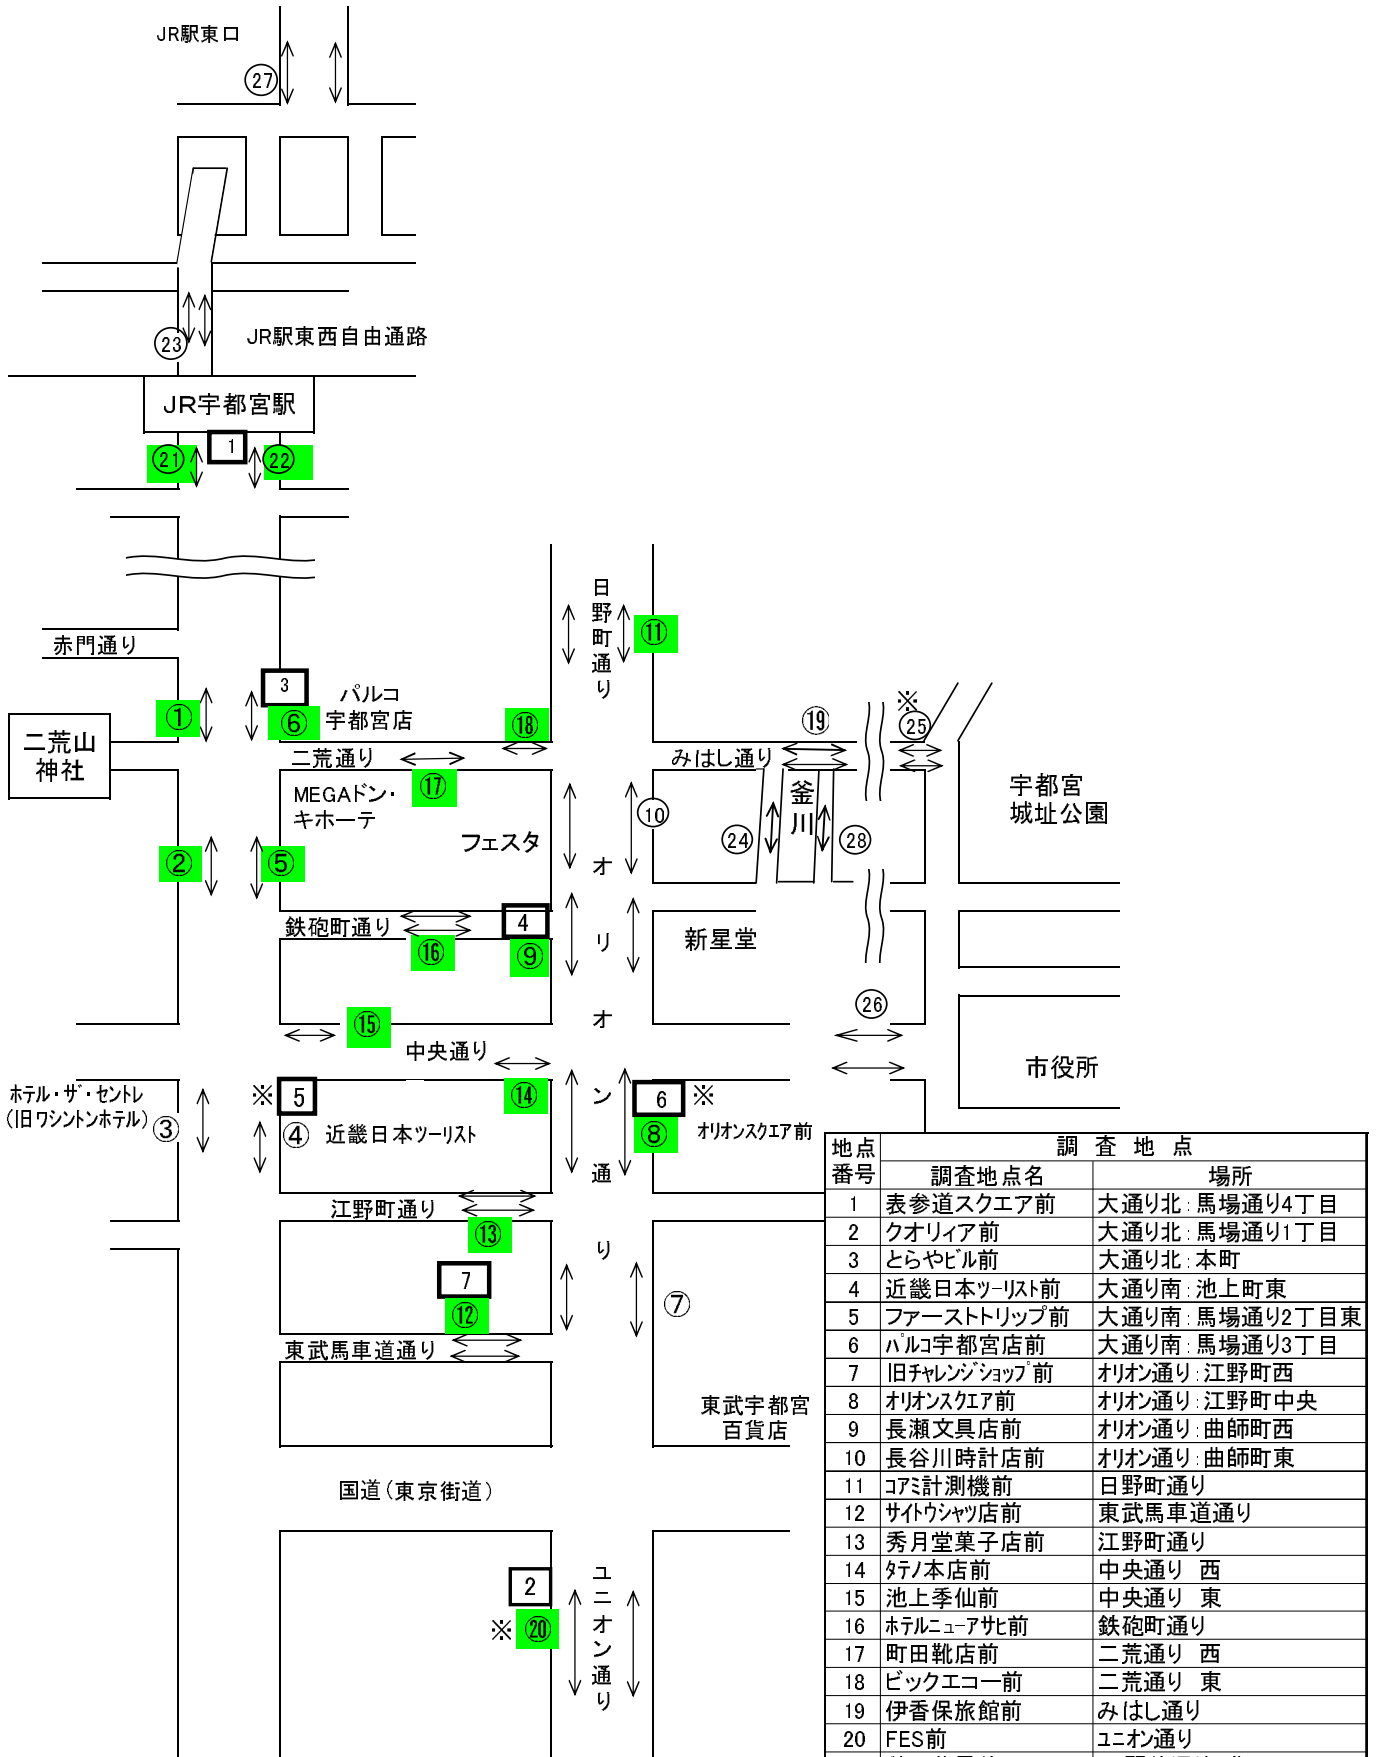 JR駅東口
㉗
㉓
JR駅東西自由通路
JR宇都宮駅
㉑
1
㉒
日野町通り
⑪
赤門通り
3
パルコ
宇都宮店
①
⑥
⑱
⑲
※
㉕
二荒山
神社
二荒通り
⑰
みはし通り
MEGAドン・
キホーテ
フェスタ
⑩
釜川
㉔
㉘
宇都宮
城址公園
②
⑤
オリオン通り
鉄砲町通り
⑯
4
⑨
新星堂
⑮
中央通り
㉖
市役所
ホテル・ザ・セントレ
(旧ワシントンホテル)
③
※
5
④
近畿日本ツーリスト
⑭
6
※
⑧
オリオンスクエア前
江野町通り
⑬
7
⑫
⑦
東武馬車道通り
東武宇都宮
百貨店
国道(東京街道)
2
※
⑳
ユニオン通り
地点番号 調査地点
調査地点名 場所
1 表参道スクエア前 大通り北:馬場通り4丁目
2 クオリィア前 大通り北:馬場通り1丁目
3 とらやビル前 大通り北:本町
4 近畿日本ツーリスト前 大通り南:池上町東
5 ファーストトリップ前 大通り南:馬場通り2丁目東
6 パルコ宇都宮店前 大通り南:馬場通り3丁目
7 旧チャレンジショップ前 オリオン通り:江野町西
8 オリオンスクエア前 オリオン通り:江野町中央
9 長瀬文具店前 オリオン通り:曲師町西
10 長谷川時計店前 オリオン通り:曲師町東
11 コアミ計測機前 日野町通り
12 サイトウシャツ店前 東武馬車道通り
13 秀月堂菓子店前 江野町通り
14 タテノ本店前 中央通り 西
15 池上季仙前 中央通り 東
16 ホテルニューアサヒ前 鉄砲町通り
17 町田靴店前 二荒通り 西
18 ビックエコー前 二荒通り 東
19 伊香保旅館前 みはし通り
20 FES前 ユニオン通り